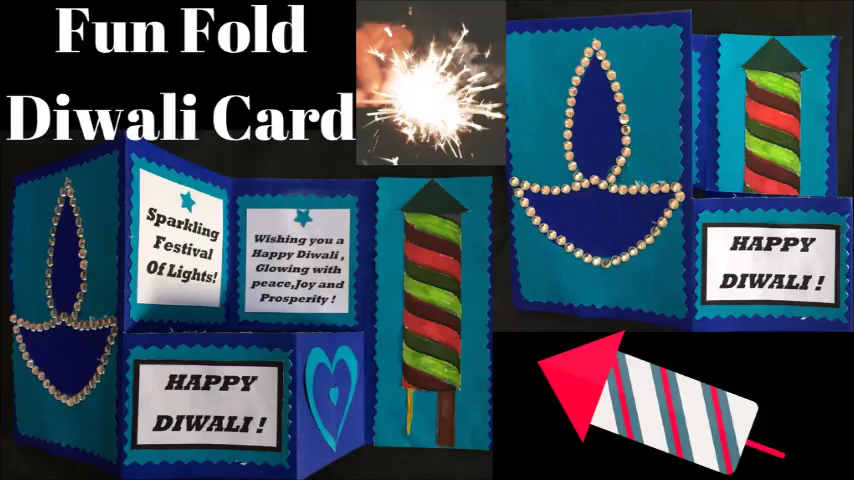 Fun Fold
Diwali Card
Sparkling
Festival
Of Lights!
Wishing you a
Happy Diwali ,
Glowing with
peace,Joy and
Prosperity !
HAPPY
DIWALI !
HAPPY
DIWALI !